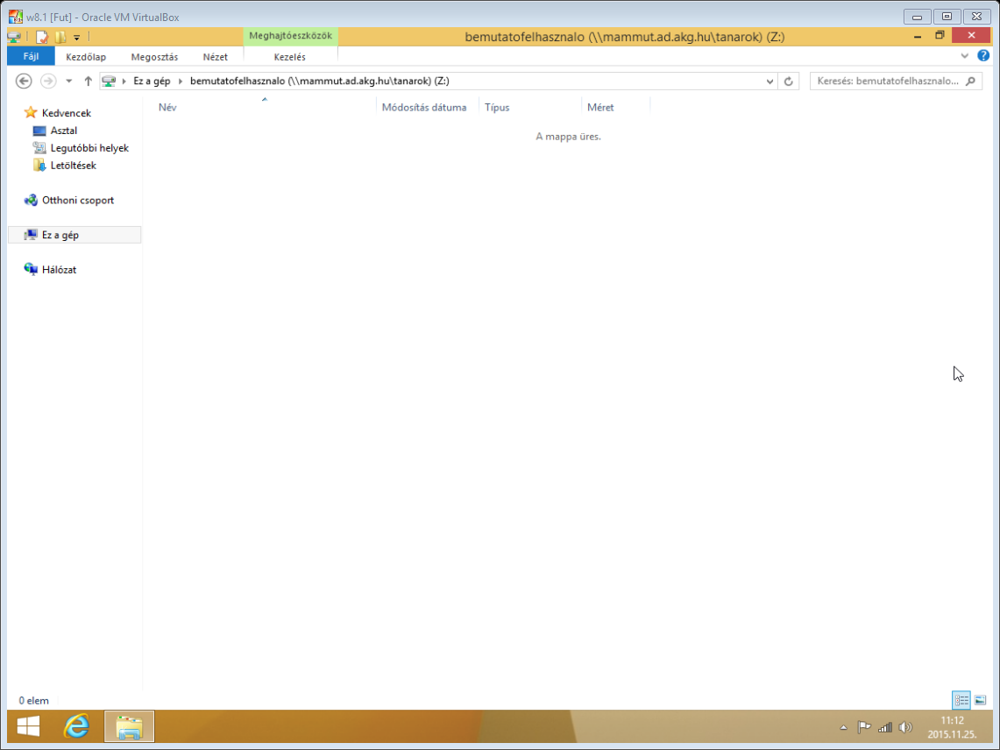 w8.1 [Fut] - Oracle VM VirtualBox
Meghajtóeszközök
bemutatofelhasznalo (\\mammut.ad.akg.hu\tanarok) (Z:)
Fájl Kezdőlap Megosztás Nézet Kezelés
Ez a gép bemutatofelhasznalo (\\mammut.ad.akg.hu\tanarok) (Z:)
Keresés: bemutatofelhasznalo...
Név Módosítás dátuma Típus Méret
A mappa üres.
Kedvencek
Asztal
Legutóbbi helyek
Letöltések
Otthoni csoport
Ez a gép
Hálózat
0 elem
11:12
2015.11.25.